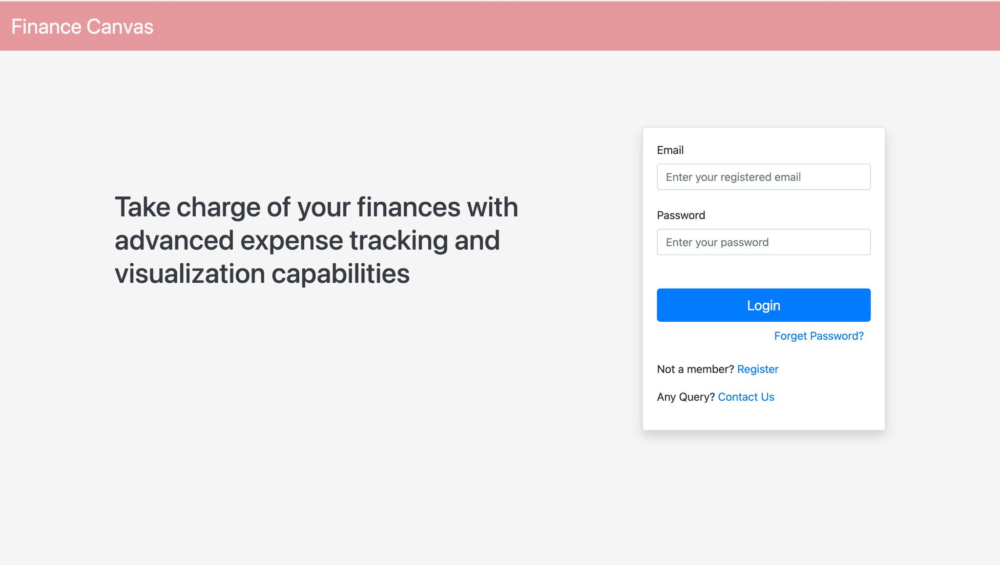 Finance Canvas
Take charge of your finances with
advanced expense tracking and
visualization capabilities
Email
Enter your registered email
Password
Enter your password
Login
Forget Password?
Not a member? Register
Any Query? Contact Us